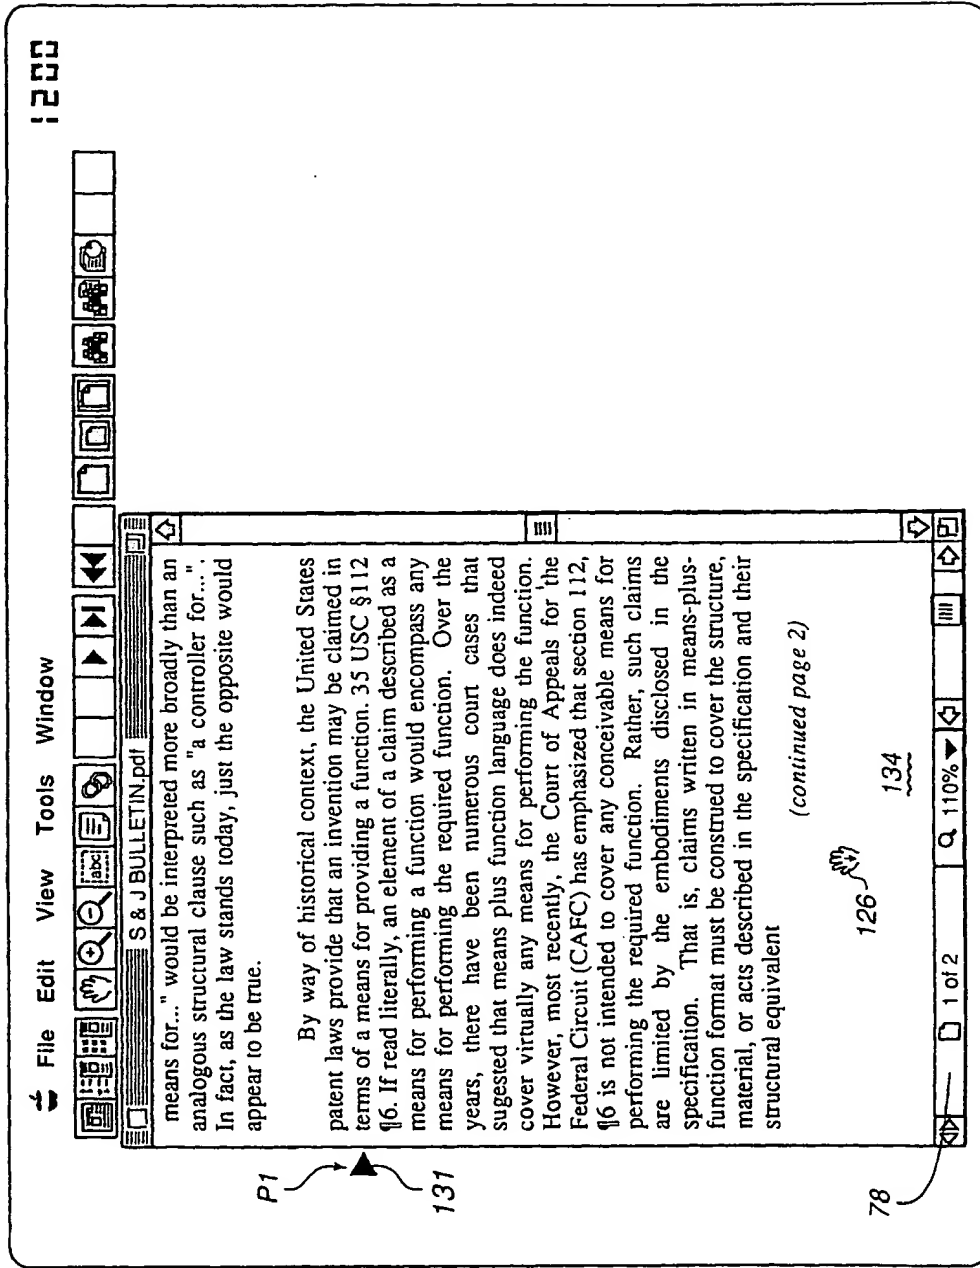 1200
File Edit View Tools Window
abc
S & J BULLETIN.pdf
means for..." would be interpreted more broadly than an
analogous structural clause such as "a controller for...".
In fact, as the law stands today, just the opposite would
appear to be true.
By way of historical context, the United States
patent laws provide that an invention may be claimed in
terms of a means for providing a function. 35 USC §112
¶6. If read literally, an element of a claim described as a
means for performing a function would encompass any
means for performing the required function. Over the
years, there have been numerous court cases that
sugested that means plus function language does indeed
cover virtually any means for performing the function.
However, most recently, the Court of Appeals for 'the
Federal Circuit (CAFC) has emphasized that section 112,
¶6 is not intended to cover any conceivable means for
performing the required function. Rather, such claims
are limited by the embodiments disclosed in the
specification. That is, claims written in means-plus-
function format must be construed to cover the structure,
material, or acts described in the specification and their
structural equivalent
(continued page 2)
P1
131
126
134
78
1 of 2
110%